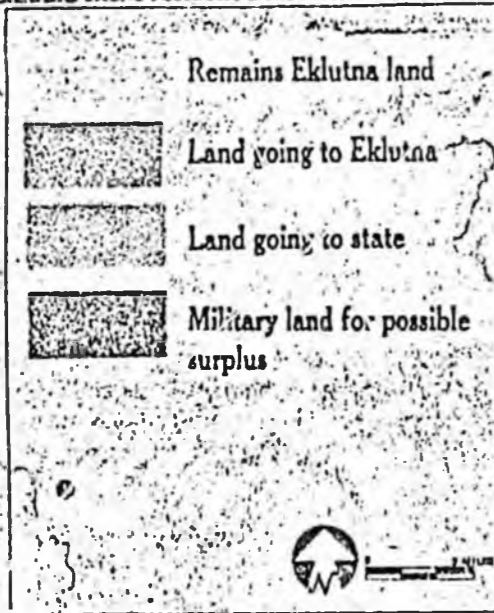 Remains Eklutna land
Land going to Eklutna
Land going to state
Military land for possible
surplus